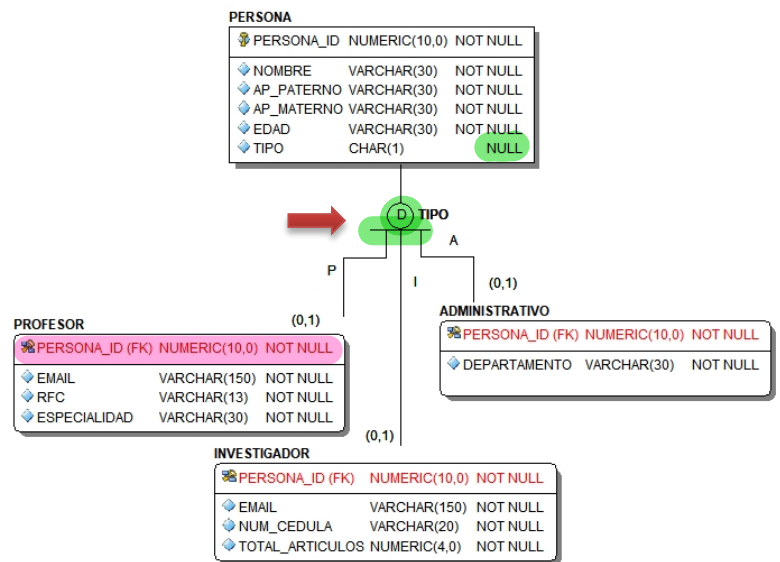 PERSONA
PERSONA_ID NUMERIC(10,0) NOT NULL
NOMBRE VARCHAR(30) NOT NULL
AP_PATERNO VARCHAR(30) NOT NULL
AP_MATERNO VARCHAR(30) NOT NULL
EDAD VARCHAR(30) NOT NULL
TIPO CHAR(1) NULL
D TIPO
P
I
A
(0,1)
PROFESOR
PERSONA_ID (FK) NUMERIC(10,0) NOT NULL
EMAIL VARCHAR(150) NOT NULL
RFC VARCHAR(13) NOT NULL
ESPECIALIDAD VARCHAR(30) NOT NULL
(0,1)
ADMINISTRATIVO
PERSONA_ID (FK) NUMERIC(10,0) NOT NULL
DEPARTAMENTO VARCHAR(30) NOT NULL
(0,1)
INVESTIGADOR
PERSONA_ID (FK) NUMERIC(10,0) NOT NULL
EMAIL VARCHAR(150) NOT NULL
NUM_CEDULA VARCHAR(20) NOT NULL
TOTAL_ARTICULOS NUMERIC(4,0) NOT NULL